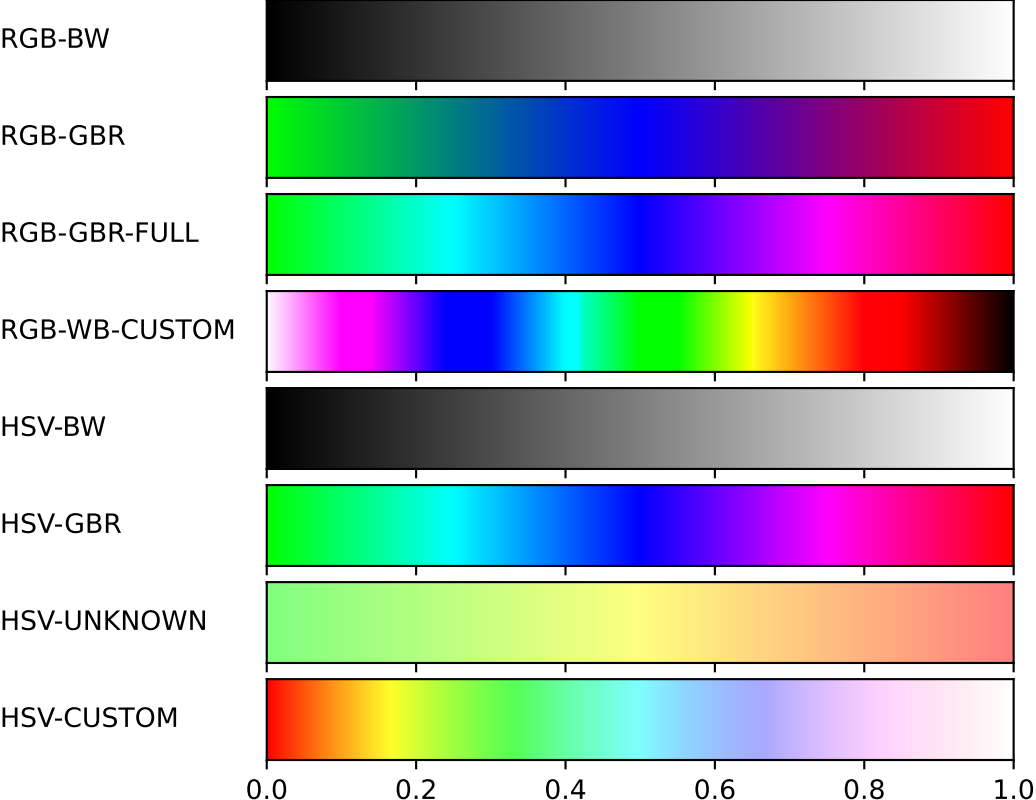 RGB-BW
RGB-GBR
RGB-GBR-FULL
RGB-WB-CUSTOM
HSV-BW
HSV-GBR
HSV-UNKNOWN
HSV-CUSTOM
0.0 0.2 0.4 0.6 0.8 1.0